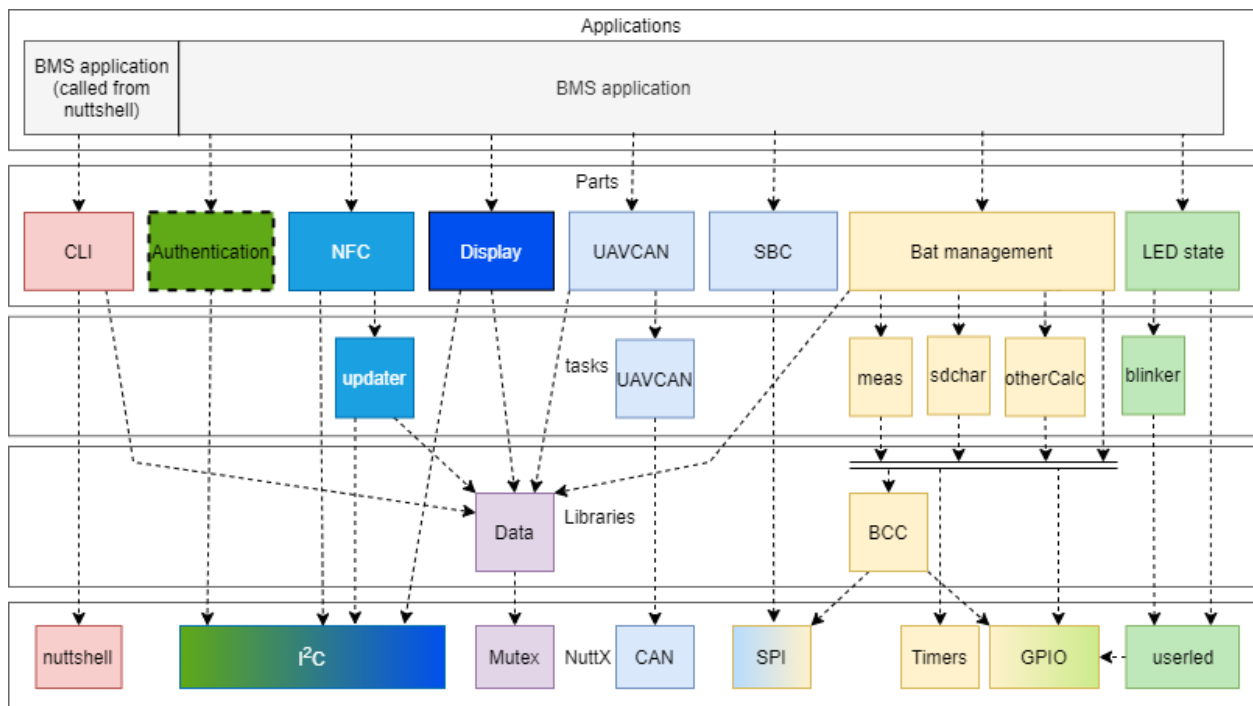 Applications
BMS application
(called from
nuttshell)
BMS application
Parts
CLI
Authentication
NFC
Display
UAVCAN
SBC
Bat management
LED state
updater
tasks
UAVCAN
meas
sdchar
otherCalc
blinker
Data
Libraries
BCC
nuttshell
I²C
Mutex
NuttX
CAN
SPI
Timers
GPIO
userled